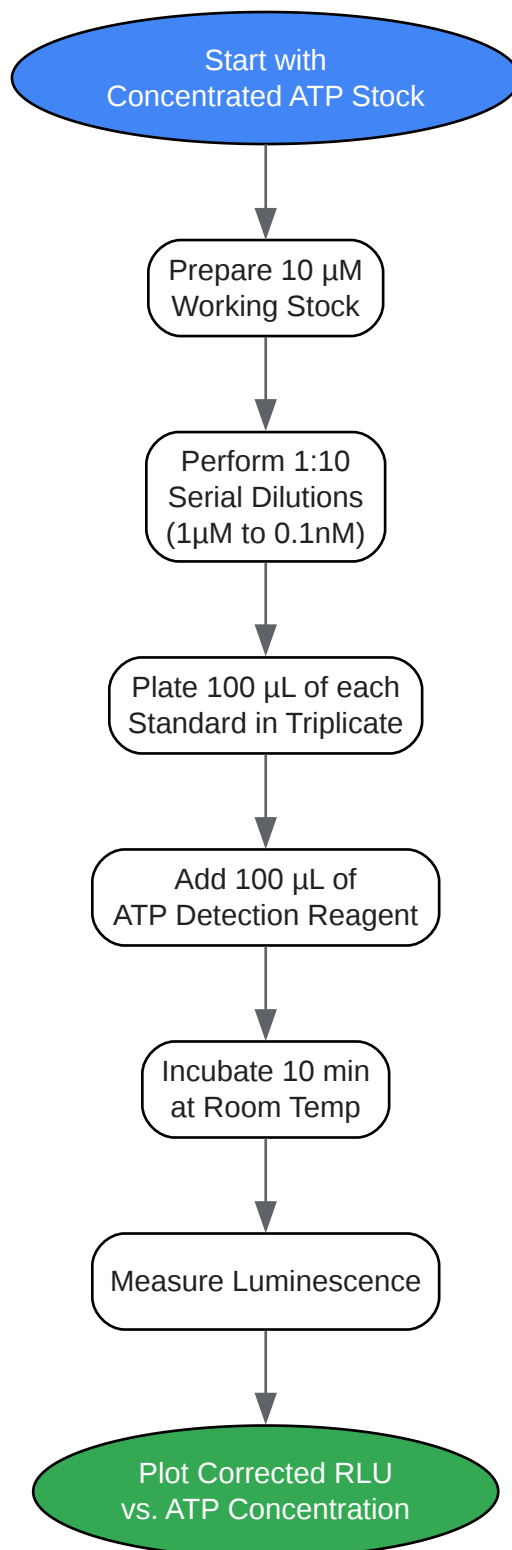 Start with
Concentrated ATP Stock
Prepare 10 µM
Working Stock
Perform 1:10
Serial Dilutions
(1µM to 0.1nM)
Plate 100 µL of each
Standard in Triplicate
Add 100 µL of
ATP Detection Reagent
Incubate 10 min
at Room Temp
Measure Luminescence
Plot Corrected RLU
vs. ATP Concentration